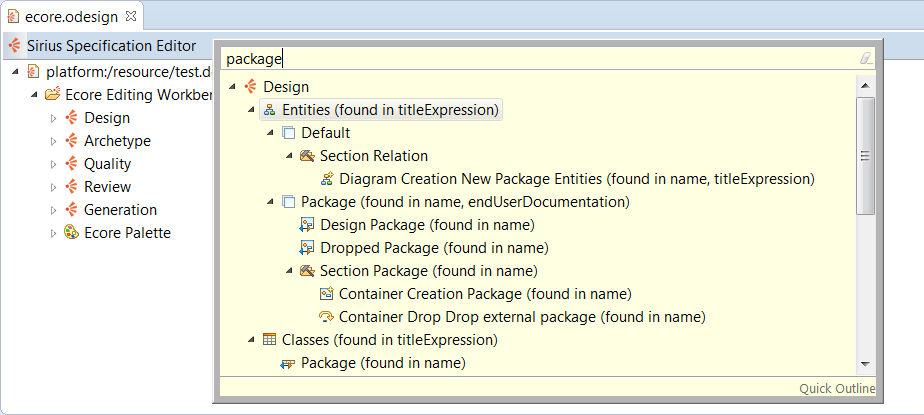 ecore.odesign
Sirius Specification Editor
platform:/resource/test.d
Ecore Editing Workber
Design
Archetype
Quality
Review
Generation
Ecore Palette
package
Design
Entities (found in titleExpression)
Default
Section Relation
Diagram Creation New Package Entities (found in name, titleExpression)
Package (found in name, endUserDocumentation)
Design Package (found in name)
Dropped Package (found in name)
Section Package (found in name)
Container Creation Package (found in name)
Container Drop Drop external package (found in name)
Classes (found in titleExpression)
Package (found in name)
Quick Outline